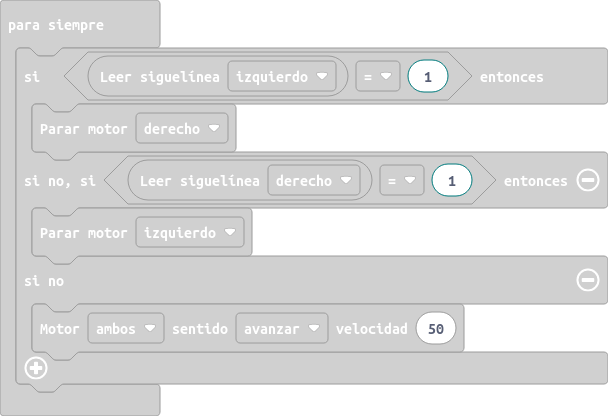 para siempre
si Leer siguelínea izquierdo = 1 entonces
Parar motor derecho
si no, si Leer siguelínea derecho = 1 entonces
Parar motor izquierdo
si no
Motor ambos sentido avanzar velocidad 50